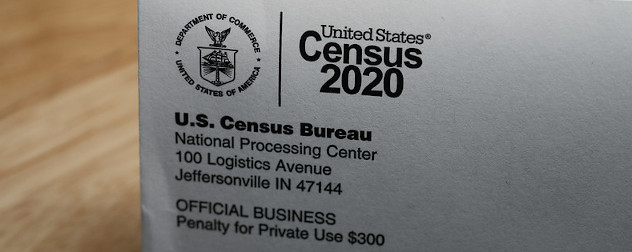 DEPARTMENT OF COMMERCE
UNITED STATES OF AMERICA
United States®
Census
2020
U.S. Census Bureau
National Processing Center
100 Logistics Avenue
Jeffersonville IN 47144
OFFICIAL BUSINESS
Penalty for Private Use $300